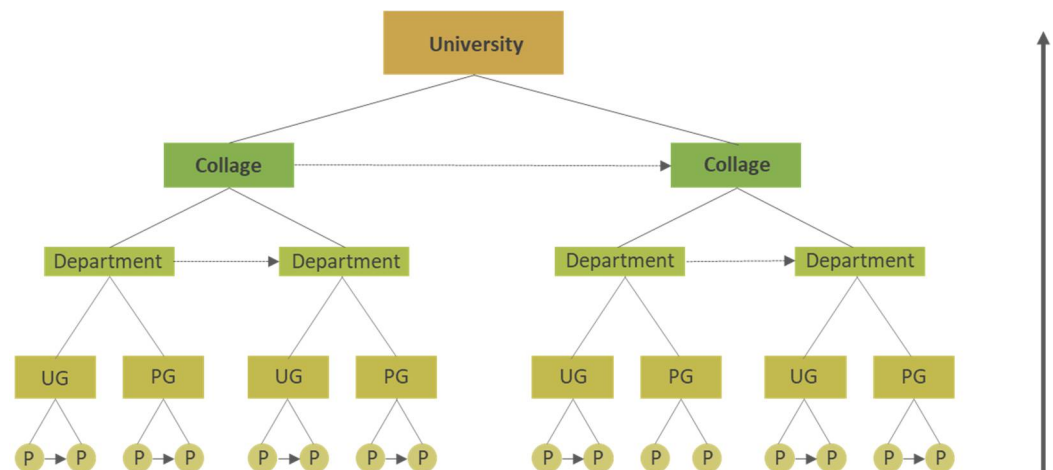 University
Collage Collage
Department Department Department Department
UG PG UG PG UG PG UG PG
P P P P P P P P P P P P P P P P